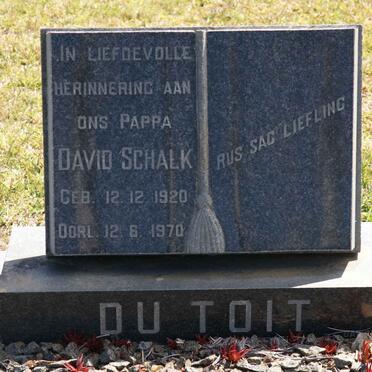 IN LIEFDEVOLLE
HERINNERING AAN
ONS PAPPA
DAVID SCHALK
GEB. 12.12.1920
OORL. 12.6.1970
RUS SAG LIEFLING
DU TOIT